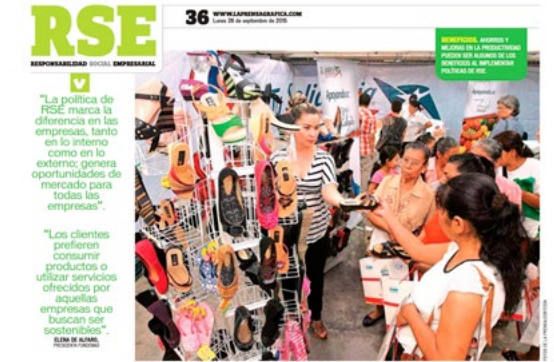 RSE
RESPONSABILIDAD SOCIAL EMPRESARIAL
36 WWW.LAPRENSAGRAFICA.COM
Lunes 28 de septiembre de 2015
BENEFICIOS. AHORROS Y
MEJORAS EN LA PRODUCTIVIDAD
PUEDEN SER ALGUNOS DE LOS
BENEFICIOS AL IMPLEMENTAR
POLÍTICAS DE RSE.
"La política de
RSE marca la
diferencia en las
empresas, tanto
en lo interno
como en lo
externo; genera
oportunidades de
mercado para
todas las
empresas".
"Los clientes
prefieren
consumir
productos o
utilizar servicios
ofrecidos por
aquellas
empresas que
buscan ser
sostenibles".
ELENA DE ALFARO,
PRESIDENTA FUNDEMAS